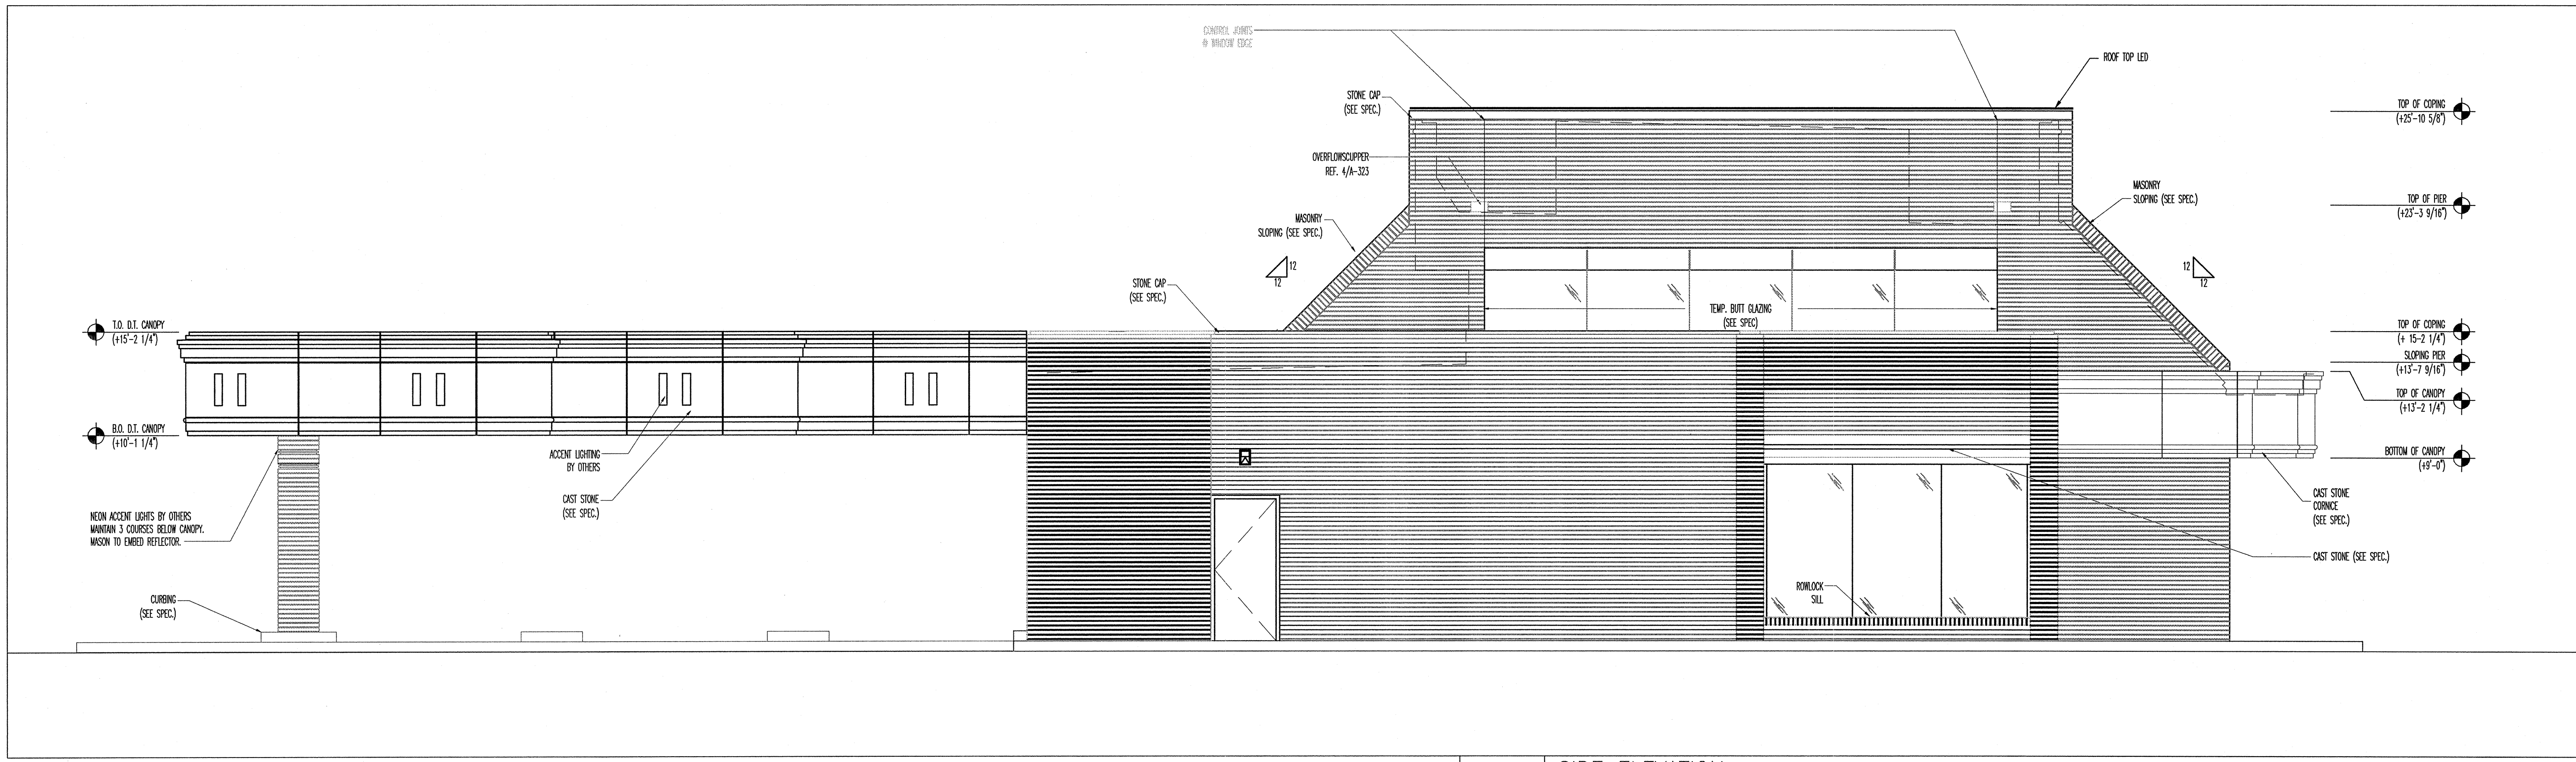 CONTROL JOINTS
@ WINDOW EDGE
ROOF TOP LED
STONE CAP
(SEE SPEC.)
TOP OF COPING
(+25'-10 5/8")
OVERFLOWSCUPPER
REF. 4/A-323
MASONRY
SLOPING (SEE SPEC.)
TOP OF PIER
(+23'-3 9/16")
MASONRY
SLOPING (SEE SPEC.)
12
12
12
12
STONE CAP
(SEE SPEC.)
TEMP. BUTT GLAZING
(SEE SPEC)
T.O. D.T. CANOPY
(+15'-2 1/4")
TOP OF COPING
(+ 15-2 1/4")
SLOPING PIER
(+13'-7 9/16")
TOP OF CANOPY
(+13'-2 1/4")
B.O. D.T. CANOPY
(+10'-1 1/4")
BOTTOM OF CANOPY
(+9'-0")
ACCENT LIGHTING
BY OTHERS
CAST STONE
(SEE SPEC.)
CAST STONE
CORNICE
(SEE SPEC.)
NEON ACCENT LIGHTS BY OTHERS
MAINTAIN 3 COURSES BELOW CANOPY.
MASON TO EMBED REFLECTOR.
CAST STONE (SEE SPEC.)
ROWLOCK
SILL
CURBING
(SEE SPEC.)
SIDE ELEVATION